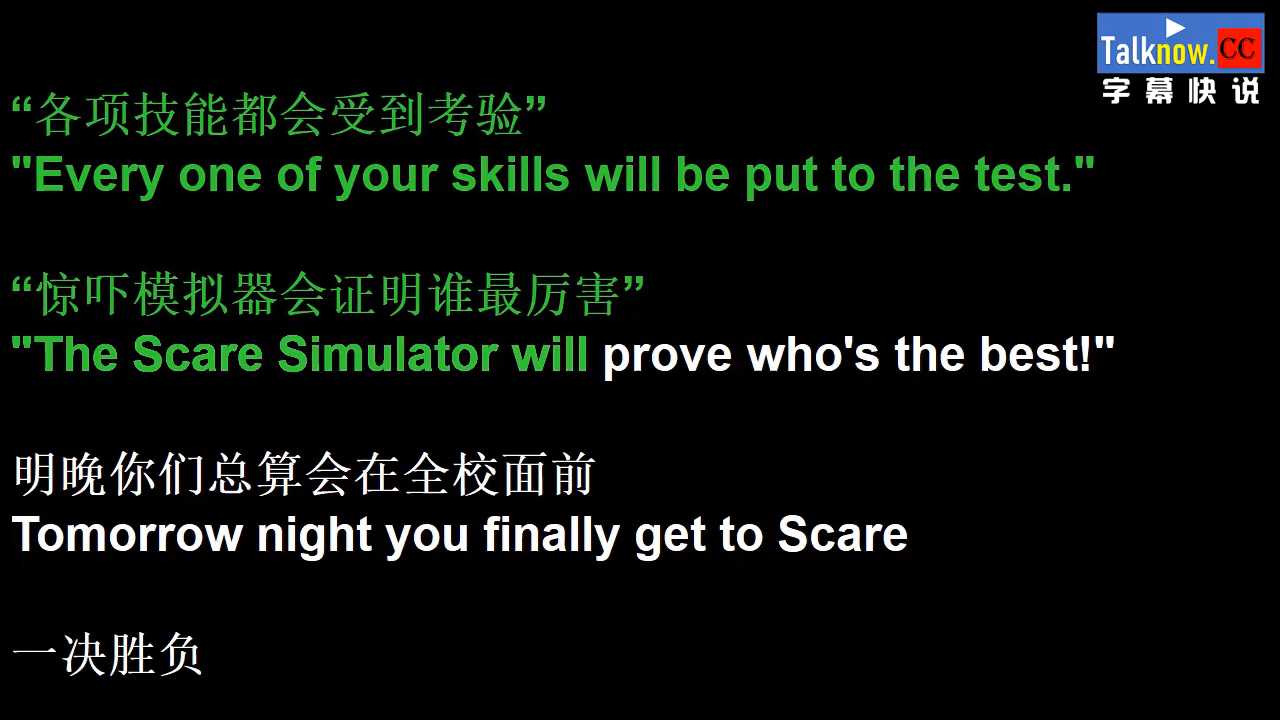 Talknow.CC
字幕快说
“各项技能都会受到考验”
"Every one of your skills will be put to the test."
“惊吓模拟器会证明谁最厉害”
"The Scare Simulator will prove who's the best!"
明晚你们总算会在全校面前
Tomorrow night you finally get to Scare
一决胜负